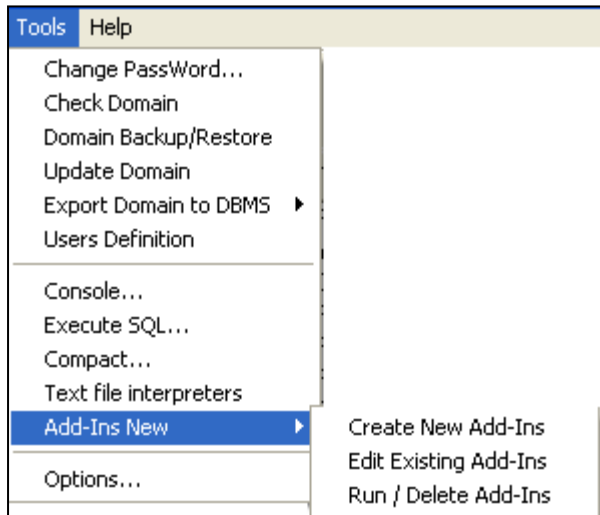 Tools Help
Change PassWord...
Check Domain
Domain Backup/Restore
Update Domain
Export Domain to DBMS
Users Definition
Console...
Execute SQL...
Compact...
Text file interpreters
Add-Ins New
Create New Add-Ins
Edit Existing Add-Ins
Run / Delete Add-Ins
Options...